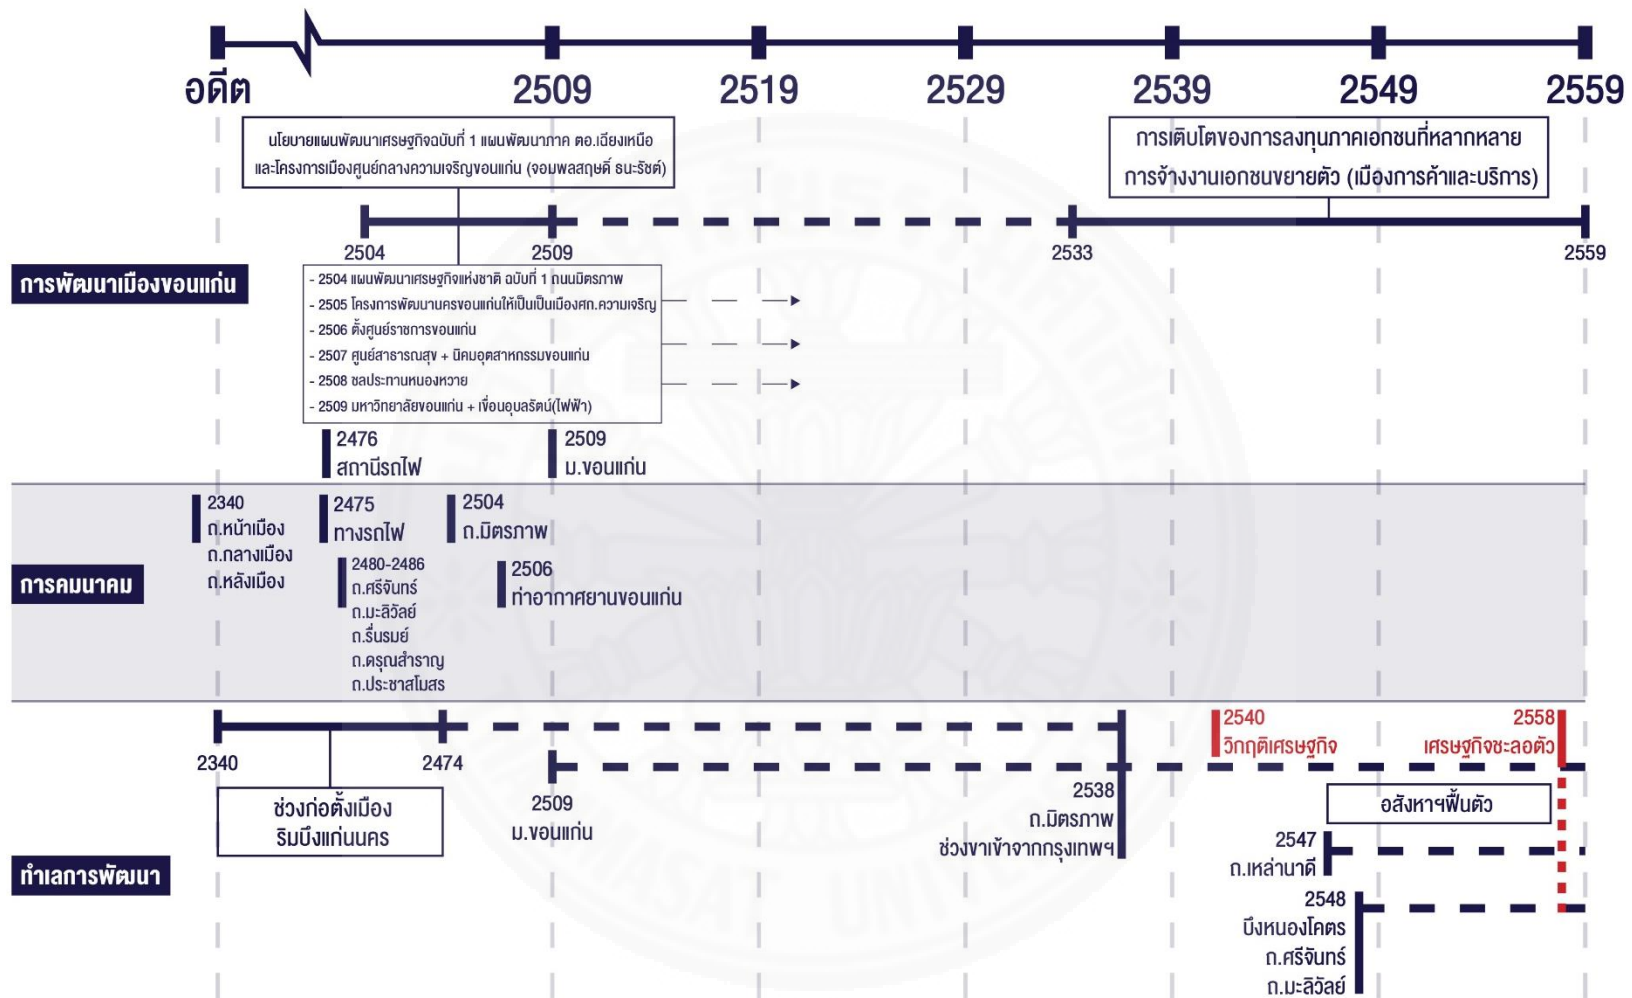 อดีต
2509
2519
2529
2539
2549
2559
นโยบายแผนพัฒนาเศรษฐกิจฉบับที่ 1 แผนพัฒนาภาค ตอ.เฉียงเหนือ
และโครงการเมืองศูนย์กลางความเจริญขอนแก่น (จอมพลสฤษดิ์ ธนะรัชต์)
การเติบโตของการลงทุนภาคเอกชนที่หลากหลาย
การจ้างงานเอกชนขยายตัว (เมืองการค้าและบริการ)
2504
2509
2533
2559
การพัฒนาเมืองขอนแก่น
- 2504 แผนพัฒนาเศรษฐกิจแห่งชาติ ฉบับที่ 1 ถนนมิตรภาพ
- 2505 โครงการพัฒนานครขอนแก่นให้เป็นเป็นเมืองศก.ความเจริญ
- 2506 ตั้งศูนย์ราชการขอนแก่น
- 2507 ศูนย์สาธารณสุข + นิคมอุตสาหกรรมขอนแก่น
- 2508 ชลประทานหนองหวาย
- 2509 มหาวิทยาลัยขอนแก่น + เขื่อนอุบลรัตน์(ไฟฟ้า)
2476
สถานีรถไฟ
2509
ม.ขอนแก่น
การคมนาคม
2340
ถ.หน้าเมือง
ถ.กลางเมือง
ถ.หลังเมือง
2475
ทางรถไฟ
2504
ถ.มิตรภาพ
2480-2486
ถ.ศรีจันทร์
ถ.มะลิวัลย์
ถ.รื่นรมย์
ถ.ดรุณสำราญ
ถ.ประชาสโมสร
2506
ท่าอากาศยานขอนแก่น
ทำเลการพัฒนา
2340
2474
ช่วงก่อตั้งเมือง
ริมบึงแก่นนคร
2509
ม.ขอนแก่น
2538
ถ.มิตรภาพ
ช่วงขาเข้าจากกรุงเทพฯ
2540
วิกฤติเศรษฐกิจ
2558
เศรษฐกิจชะลอตัว
อสังหาฯฟื้นตัว
2547
ถ.เหล่านาดี
2548
บึงหนองโคตร
ถ.ศรีจันทร์
ถ.มะลิวัลย์
THAMMASAT UNIVERSITY